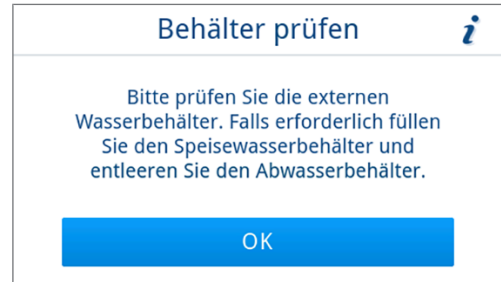 Behälter prüfen i
Bitte prüfen Sie die externen
Wasserbehälter. Falls erforderlich füllen
Sie den Speisewasserbehälter und
entleeren Sie den Abwasserbehälter.
OK